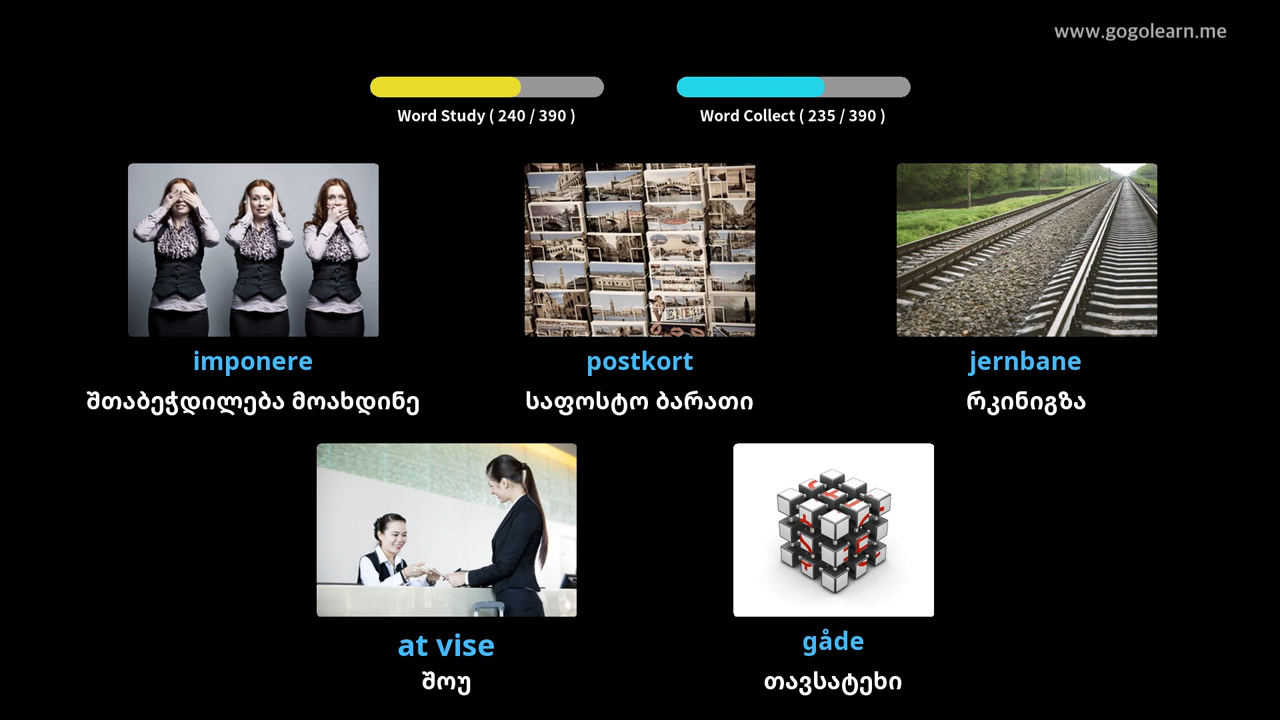 www.gogolearn.me
Word Study ( 240 / 390 )
Word Collect ( 235 / 390 )
imponere
შთაბეჭდილება მოახდინე
postkort
საფოსტო ბარათი
jernbane
რკინიგზა
at vise
შოუ
gåde
თავსატეხი